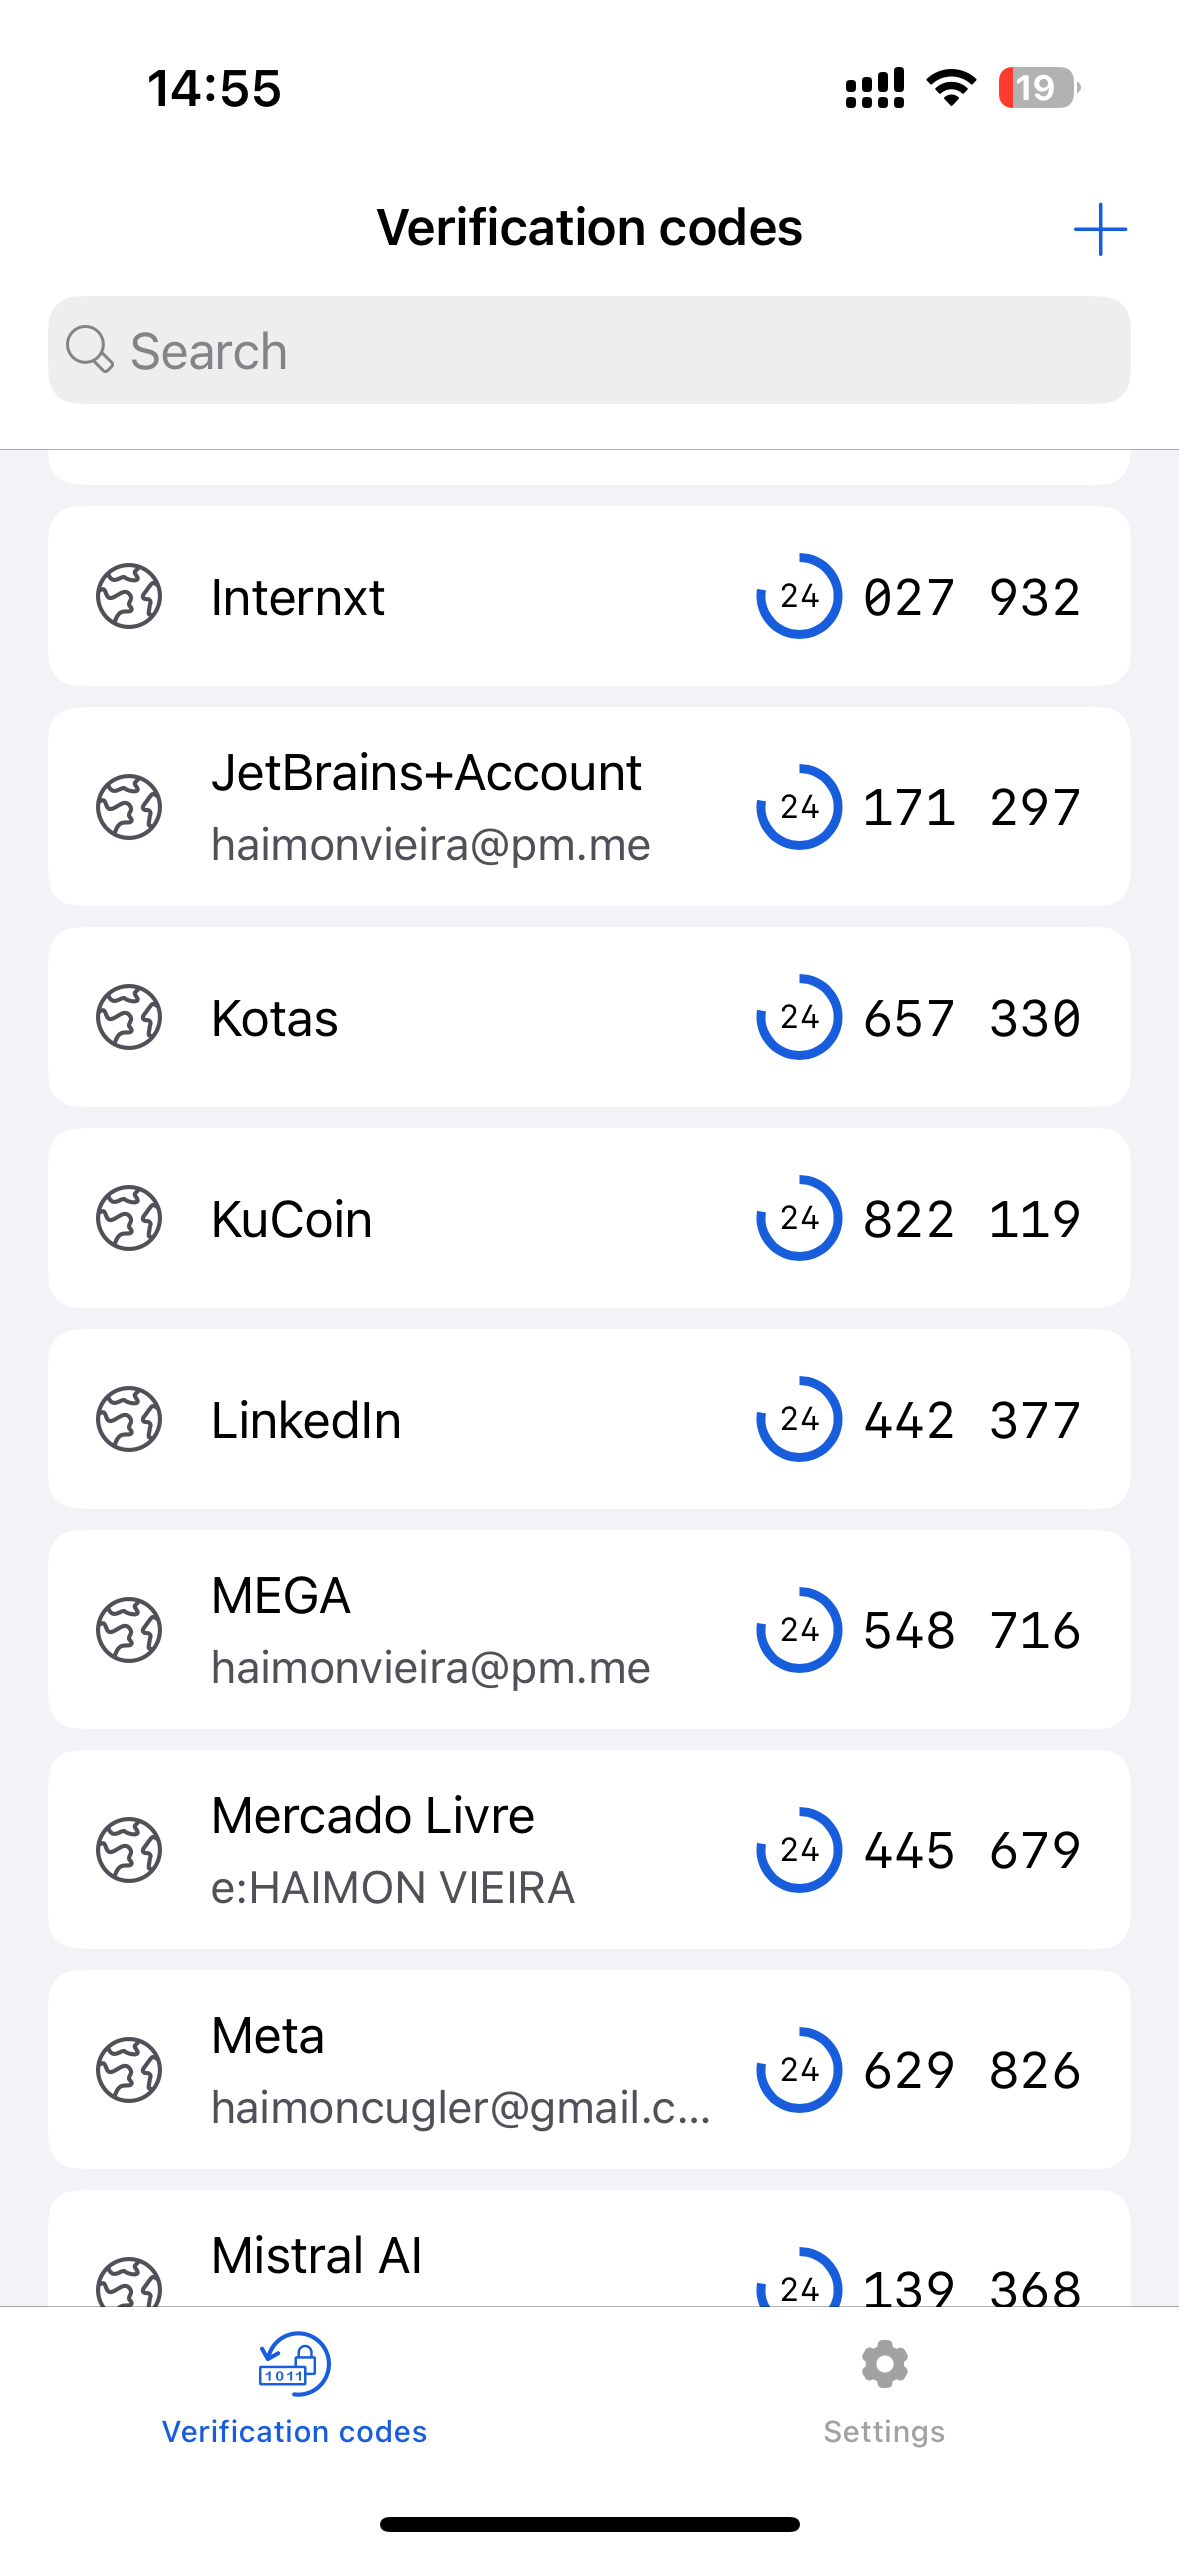 14:55
19
Verification codes
Search
Internxt
24
027 932
JetBrains+Account
haimonvieira@pm.me
24
171 297
Kotas
24
657 330
KuCoin
24
822 119
LinkedIn
24
442 377
MEGA
haimonvieira@pm.me
24
548 716
Mercado Livre
e:HAIMON VIEIRA
24
445 679
Meta
haimoncugler@gmail.c...
24
629 826
Mistral AI
24
139 368
1011
Verification codes
Settings